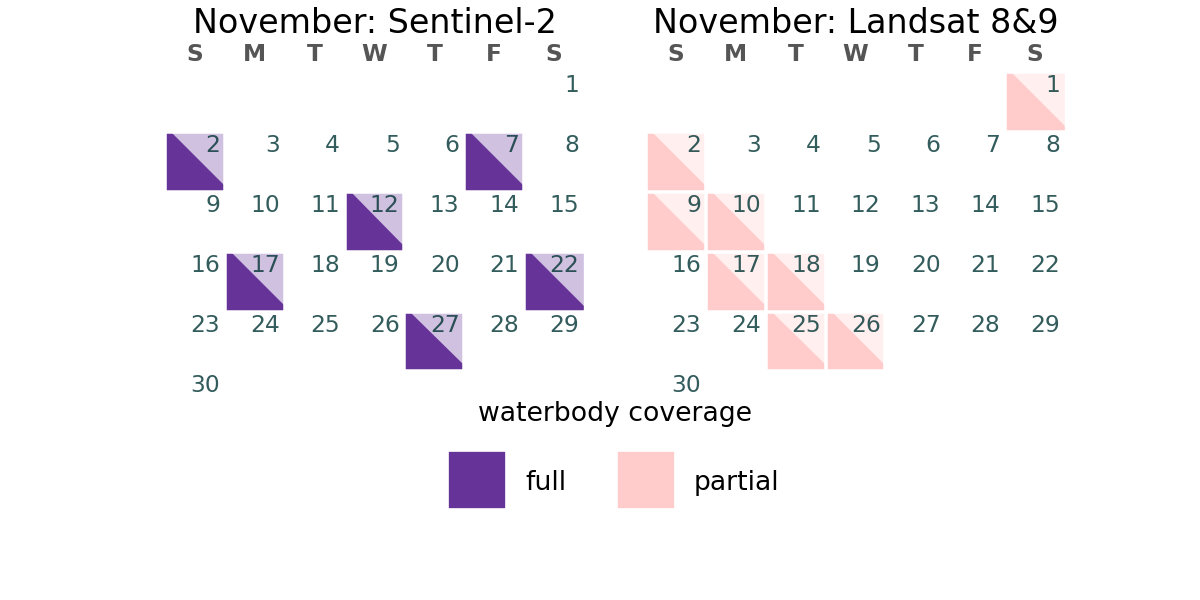 November: Sentinel-2
S M T W T F S
1
2 3 4 5 6 7 8
9 10 11 12 13 14 15
16 17 18 19 20 21 22
23 24 25 26 27 28 29
30
November: Landsat 8&9
S M T W T F S
1
2 3 4 5 6 7 8
9 10 11 12 13 14 15
16 17 18 19 20 21 22
23 24 25 26 27 28 29
30
waterbody coverage
full partial